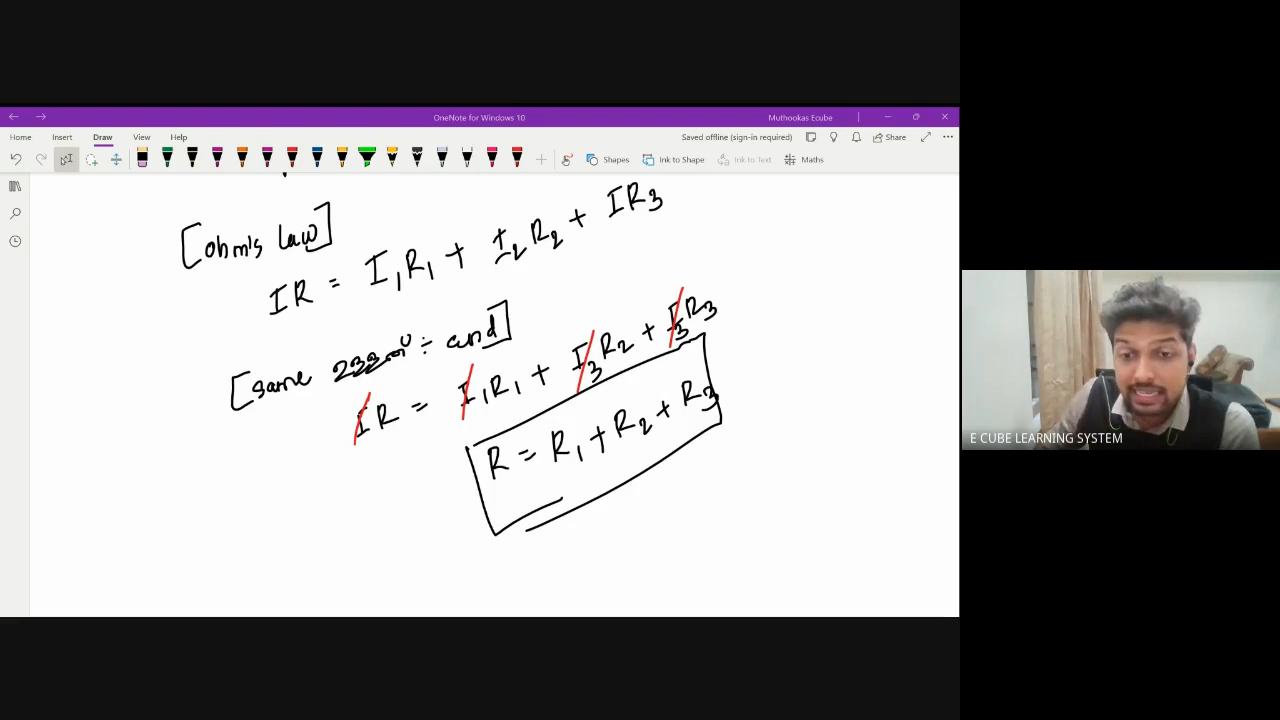 OneNote for Windows 10
Muthookas Ecube
Home Insert Draw View Help
Saved offline (sign-in required)
Share
Shapes
Ink to Shape
Ink to Text
Maths
[ohm's law]
IR = I₁R₁ + I₂R₂ + IR₃
[same ÷ and]
IR = I₁R₁ + I₃R₂ + I₃R₃
R = R₁ + R₂ + R₃
E CUBE LEARNING SYSTEM